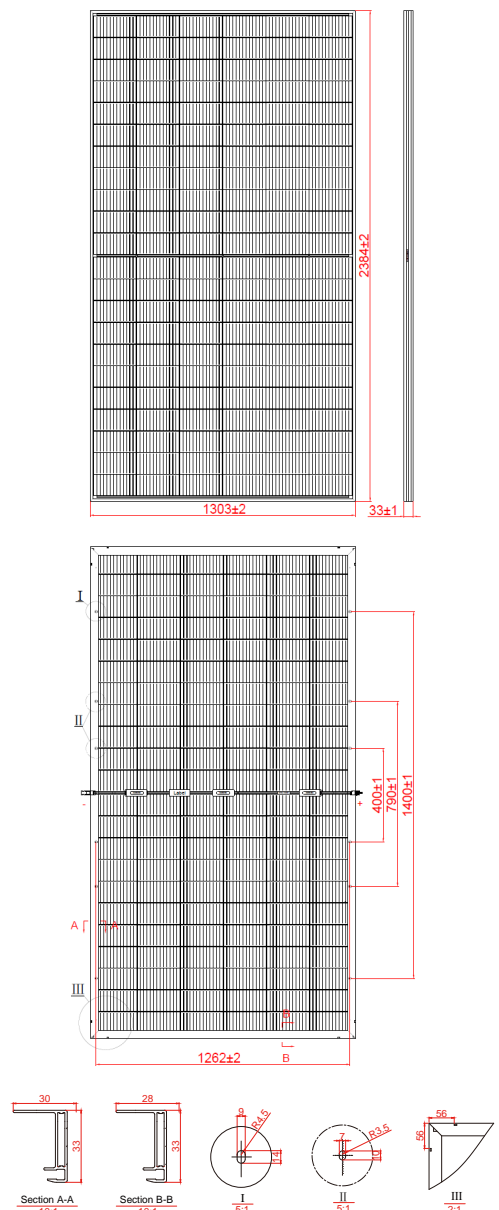 2384±2
1303±2
33±1
I
II
Label
-
+
400±1
790±1
1400±1
A
A
III
B
B
1262±2
30
33
Section A-A
28
33
Section B-B
9
R4.5
14
I
5:1
7
R3.5
10
II
5:1
56
56
III
2:1